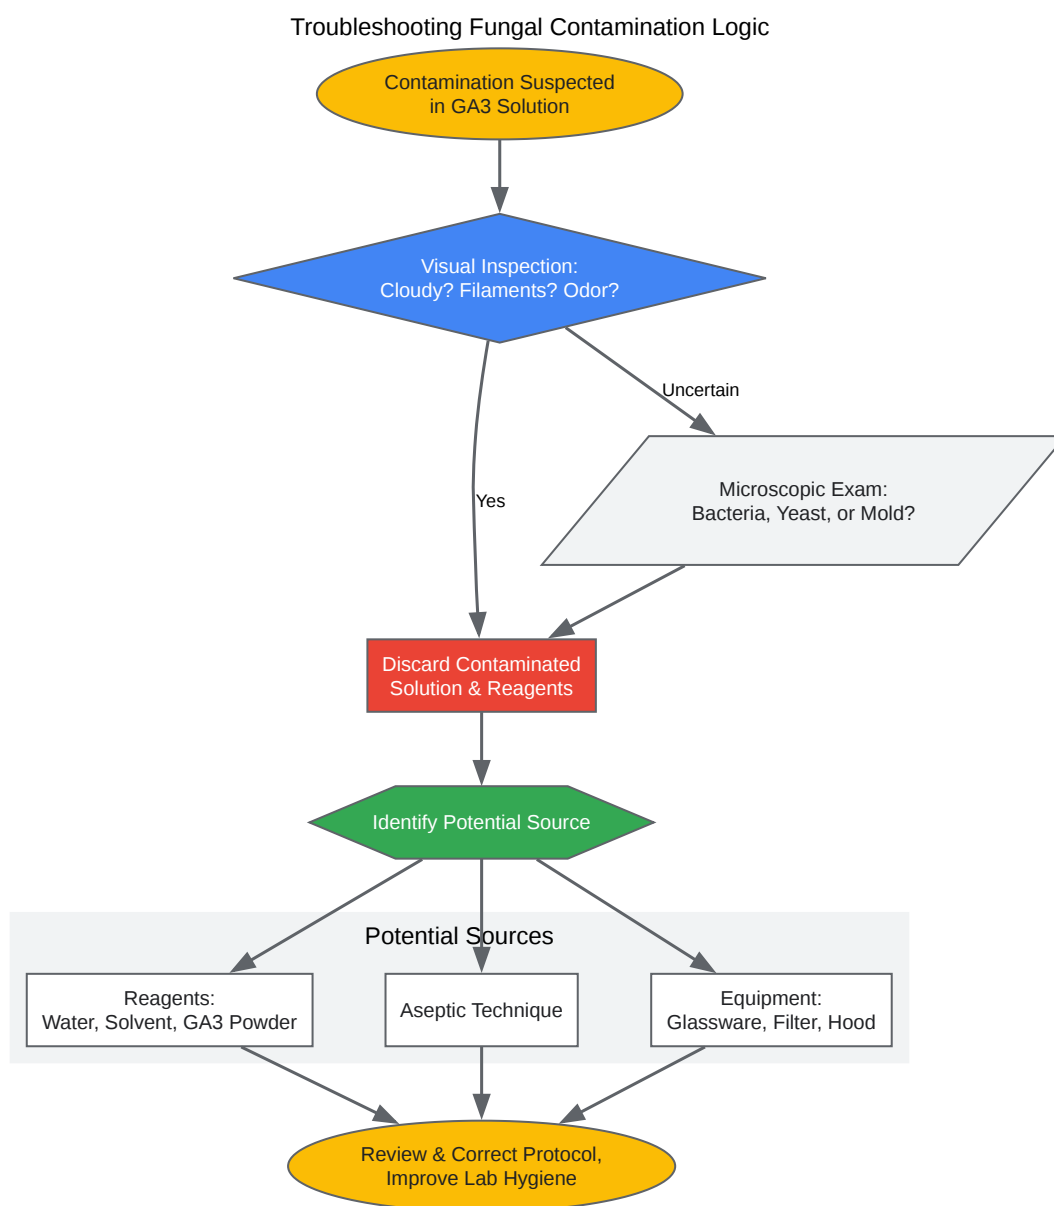 Troubleshooting Fungal Contamination Logic
Contamination Suspected
in GA3 Solution
Visual Inspection:
Cloudy? Filaments? Odor?
Uncertain
Microscopic Exam:
Bacteria, Yeast, or Mold?
Yes
Discard Contaminated
Solution & Reagents
Identify Potential Source
Potential Sources
Reagents:
Water, Solvent, GA3 Powder
Aseptic Technique
Equipment:
Glassware, Filter, Hood
Review & Correct Protocol,
Improve Lab Hygiene